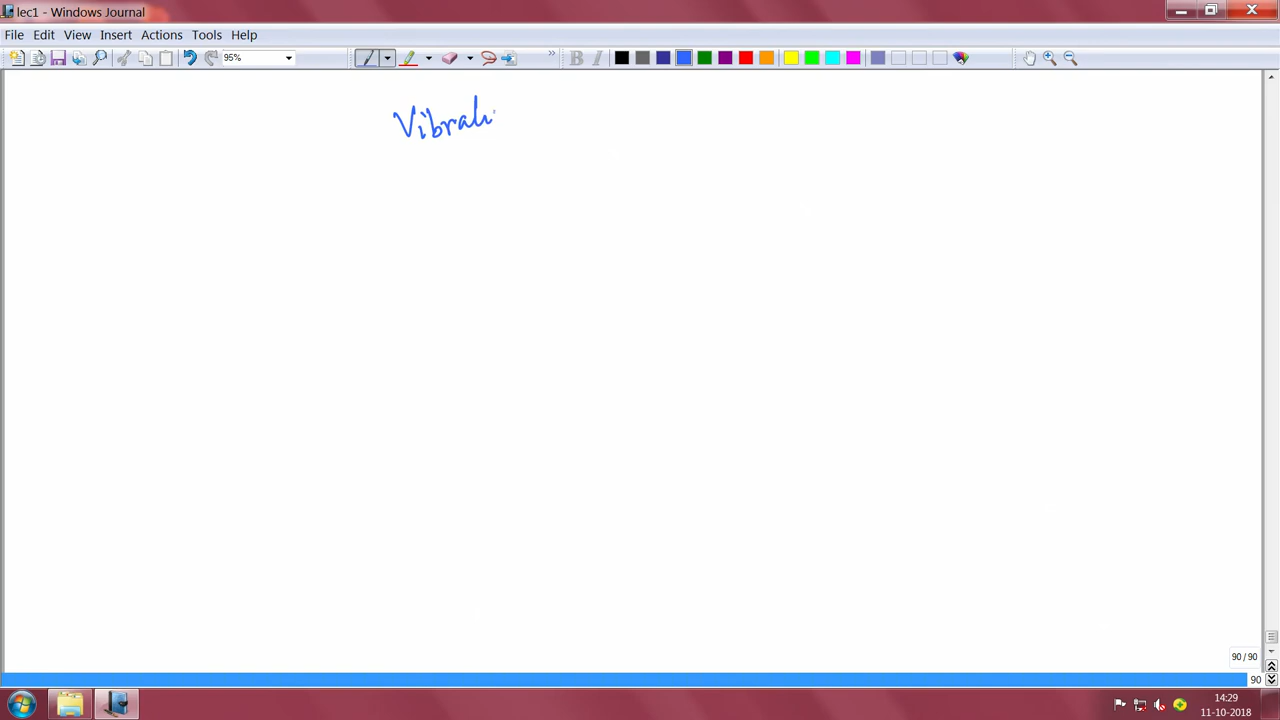 lec1 - Windows Journal
File Edit View Insert Actions Tools Help
95%
B I
Vibrati
90 / 90
90
14:29
11-10-2018